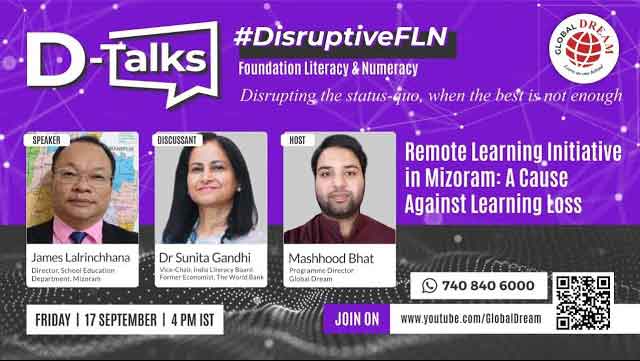 D-Talks
#DisruptiveFLN
Foundation Literacy & Numeracy
Disrupting the status-quo, when the best is not enough
GLOBAL DREAM
SPEAKER
DISCUSSANT
HOST
James Lalrinchhana
Director, School Education
Department, Mizoram
Dr Sunita Gandhi
Vice-Chair, India Literacy Board
Former Economist, The World Bank
Mashhood Bhat
Programme Director
Global Dream
Remote Learning Initiative
in Mizoram: A Cause
Against Learning Loss
740 840 6000
FRIDAY | 17 SEPTEMBER | 4 PM IST
JOIN ON
www.youtube.com/GlobalDream